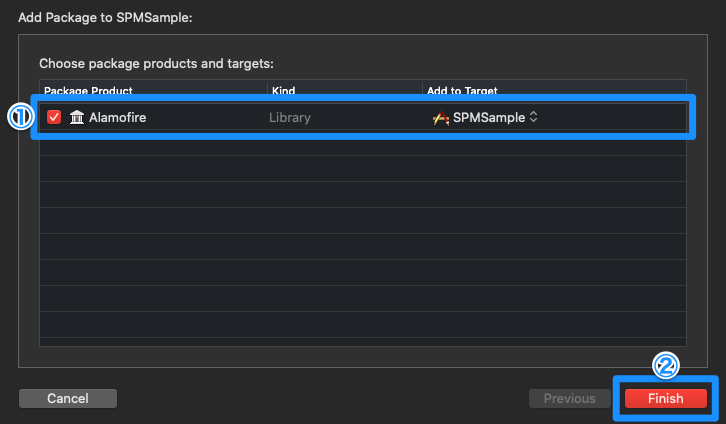 Add Package to SPMSample:
Choose package products and targets:
Package Product Kind Add to Target
① Alamofire Library SPMSample
②
Cancel Previous Finish